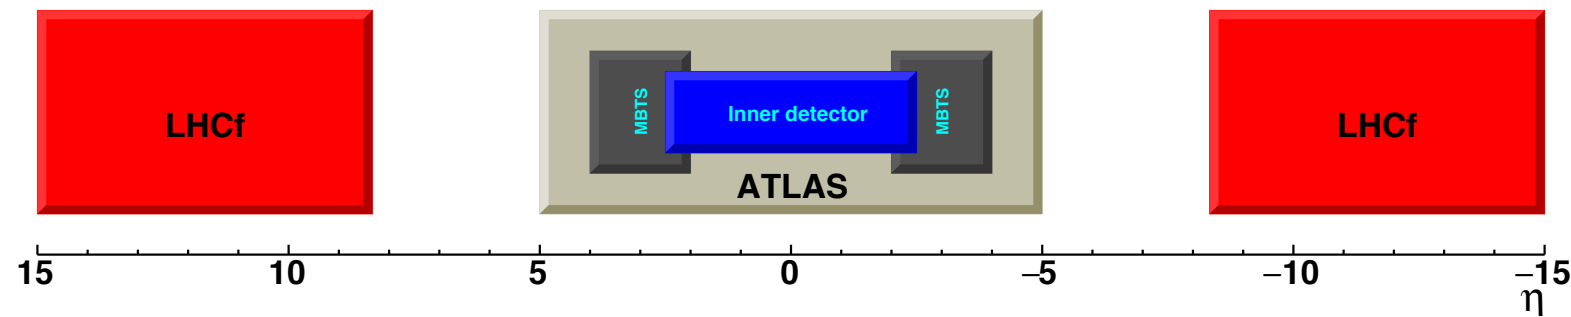 LHCf
MBTS
Inner detector
MBTS
ATLAS
LHCf
15 10 5 0 −5 −10 −15
η